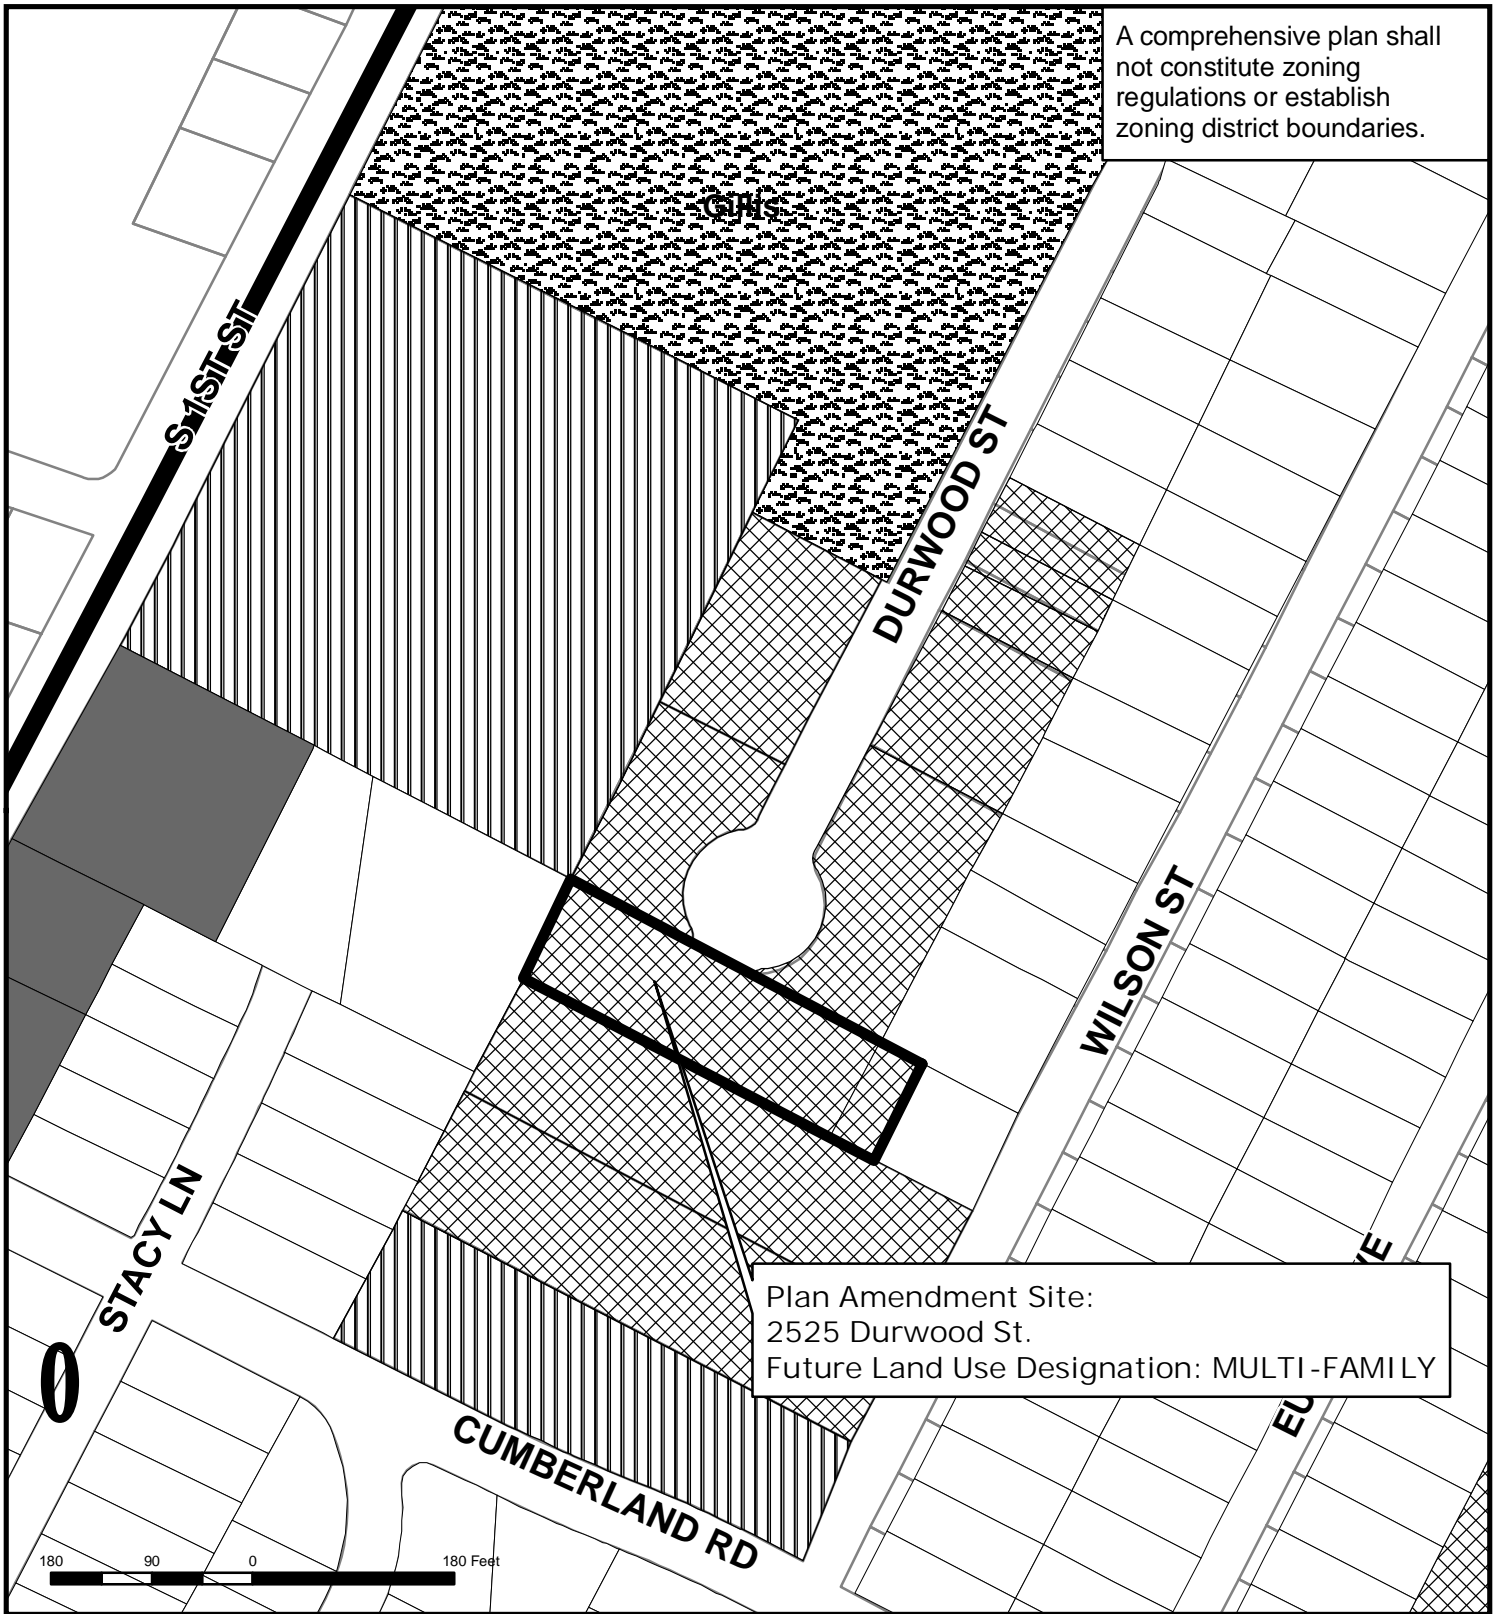 A comprehensive plan shall
not constitute zoning
regulations or establish
zoning district boundaries.
Gillis
S 1ST ST
DURWOOD ST
WILSON ST
STACY LN
Plan Amendment Site:
2525 Durwood St.
Future Land Use Designation: MULTI-FAMILY
CUMBERLAND RD
180 90 0 180 Feet